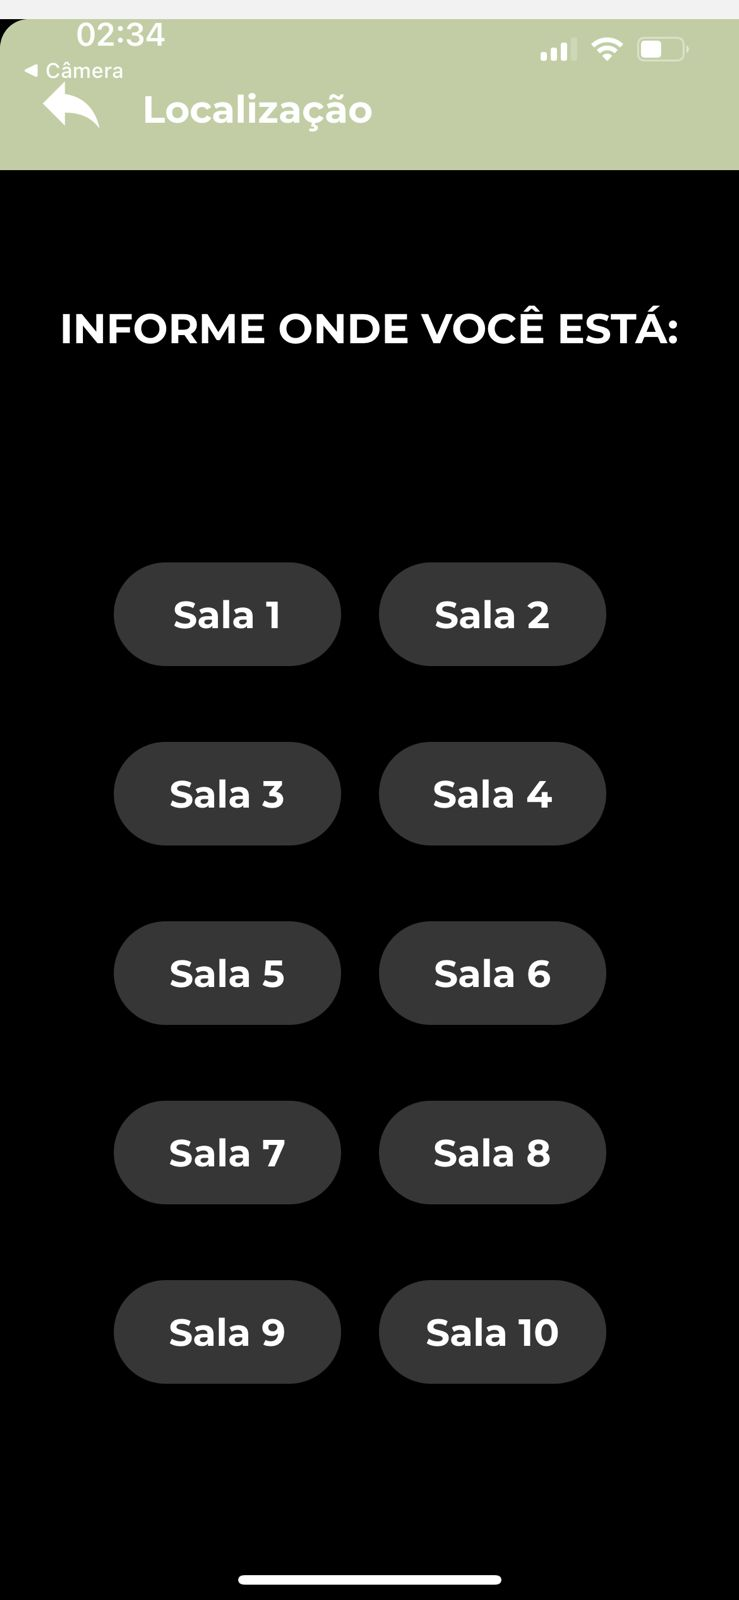 02:34
◀ Câmera
Localização
INFORME ONDE VOCÊ ESTÁ:
Sala 1
Sala 2
Sala 3
Sala 4
Sala 5
Sala 6
Sala 7
Sala 8
Sala 9
Sala 10